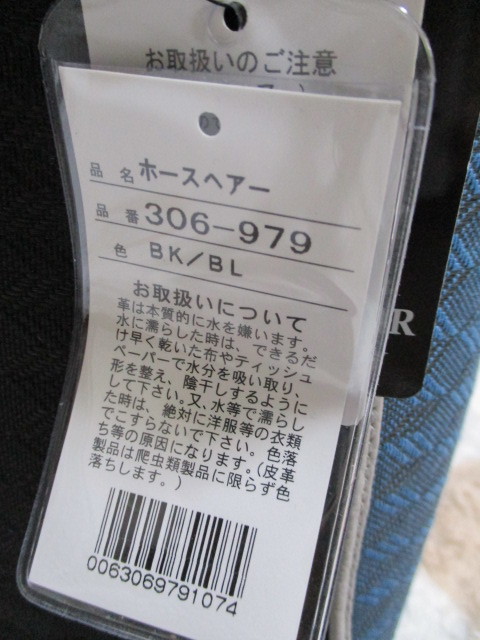 お取扱いのご注意
品名 ホースヘアー
品番 306-979
色 BK/BL
お取扱いについて
革は本質的に水を嫌います。
水に濡らした時は、できるだ
け早く乾いた布やティッシュ
ペーパーで水分を吸い取り、
形を整え、陰干しするように
して下さい。又、水等で濡らし
た時は、絶対に洋服等の衣類
でこすらないで下さい。色落
ち等の原因になります。(皮革
製品は爬虫類製品に限らず色
落ちします。)
0063069791074
R